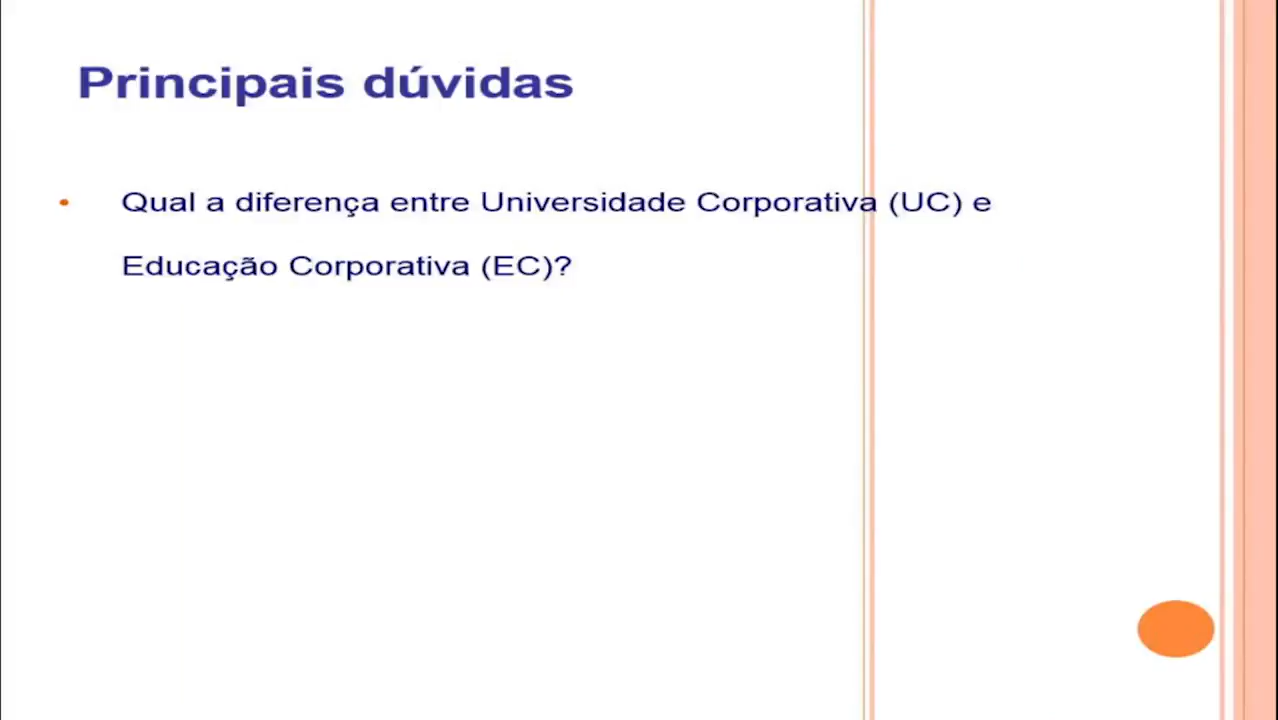 Principais dúvidas
• Qual a diferença entre Universidade Corporativa (UC) e
Educação Corporativa (EC)?